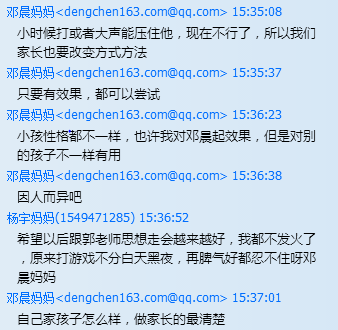 邓晨妈妈<dengchen163.com@qq.com> 15:35:08
小时候打或者大声能压住他，现在不行了，所以我们
家长也要改变方式方法
邓晨妈妈<dengchen163.com@qq.com> 15:35:37
只要有效果，都可以尝试
邓晨妈妈<dengchen163.com@qq.com> 15:36:23
小孩性格都不一样，也许我对邓晨起效果，但是对别
的孩子不一样有用
邓晨妈妈<dengchen163.com@qq.com> 15:36:38
因人而异吧
杨宇妈妈(1549471285) 15:36:52
希望以后跟郭老师思想走会越来越好，我都不发火了
，原来打游戏不分白天黑夜，再脾气好都忍不住呀邓
晨妈妈
邓晨妈妈<dengchen163.com@qq.com> 15:37:01
自己家孩子怎么样，做家长的最清楚